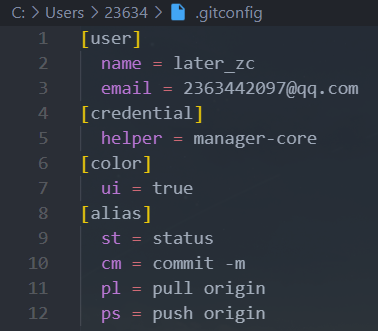 C: > Users > 23634 > .gitconfig
1 [user]
2 name = later_zc
3 email = 2363442097@qq.com
4 [credential]
5 helper = manager-core
6 [color]
7 ui = true
8 [alias]
9 st = status
10 cm = commit -m
11 pl = pull origin
12 ps = push origin